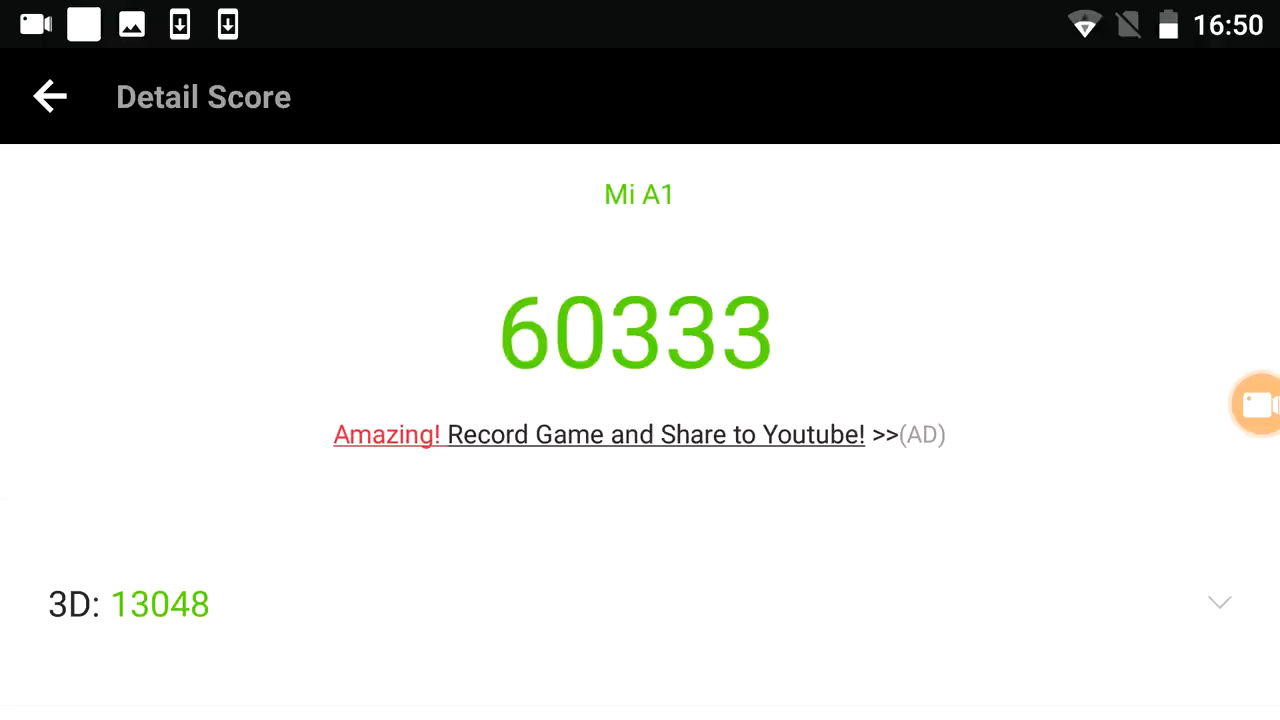 16:50
Detail Score
Mi A1
60333
Amazing! Record Game and Share to Youtube! >>(AD)
3D: 13048